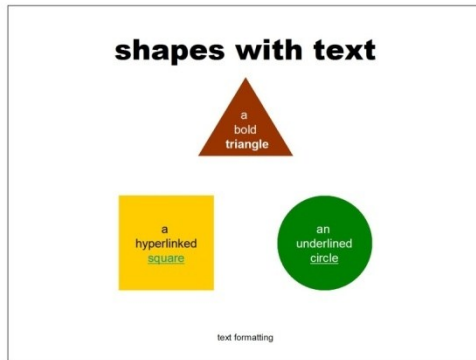 shapes with text
a
bold
triangle
a
hyperlinked
square
an
underlined
circle
text formatting